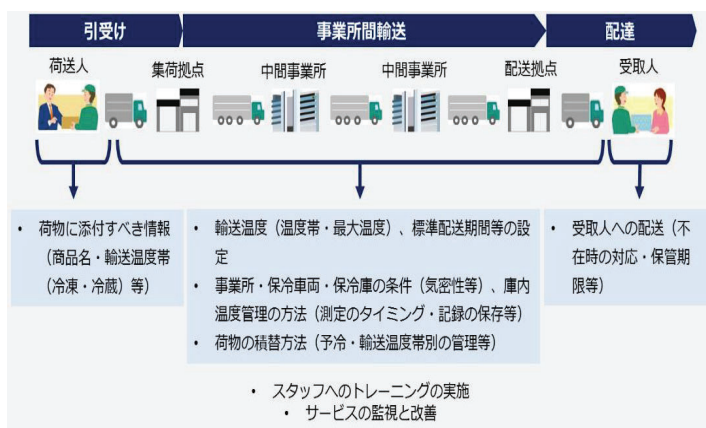 引受け
事業所間輸送
配達
荷送人
集荷拠点
中間事業所
中間事業所
配送拠点
受取人
• 荷物に添付すべき情報
（商品名・輸送温度帯
（冷凍・冷蔵）等）
• 輸送温度（温度帯・最大温度）、標準配送期間等の設
定
• 事業所・保冷車両・保冷庫の条件（気密性等）、庫内
温度管理の方法（測定のタイミング・記録の保存等）
• 荷物の積替方法（予冷・輸送温度帯別の管理等）
• 受取人への配送（不
在時の対応・保管期
限等）
• スタッフへのトレーニングの実施
• サービスの監視と改善